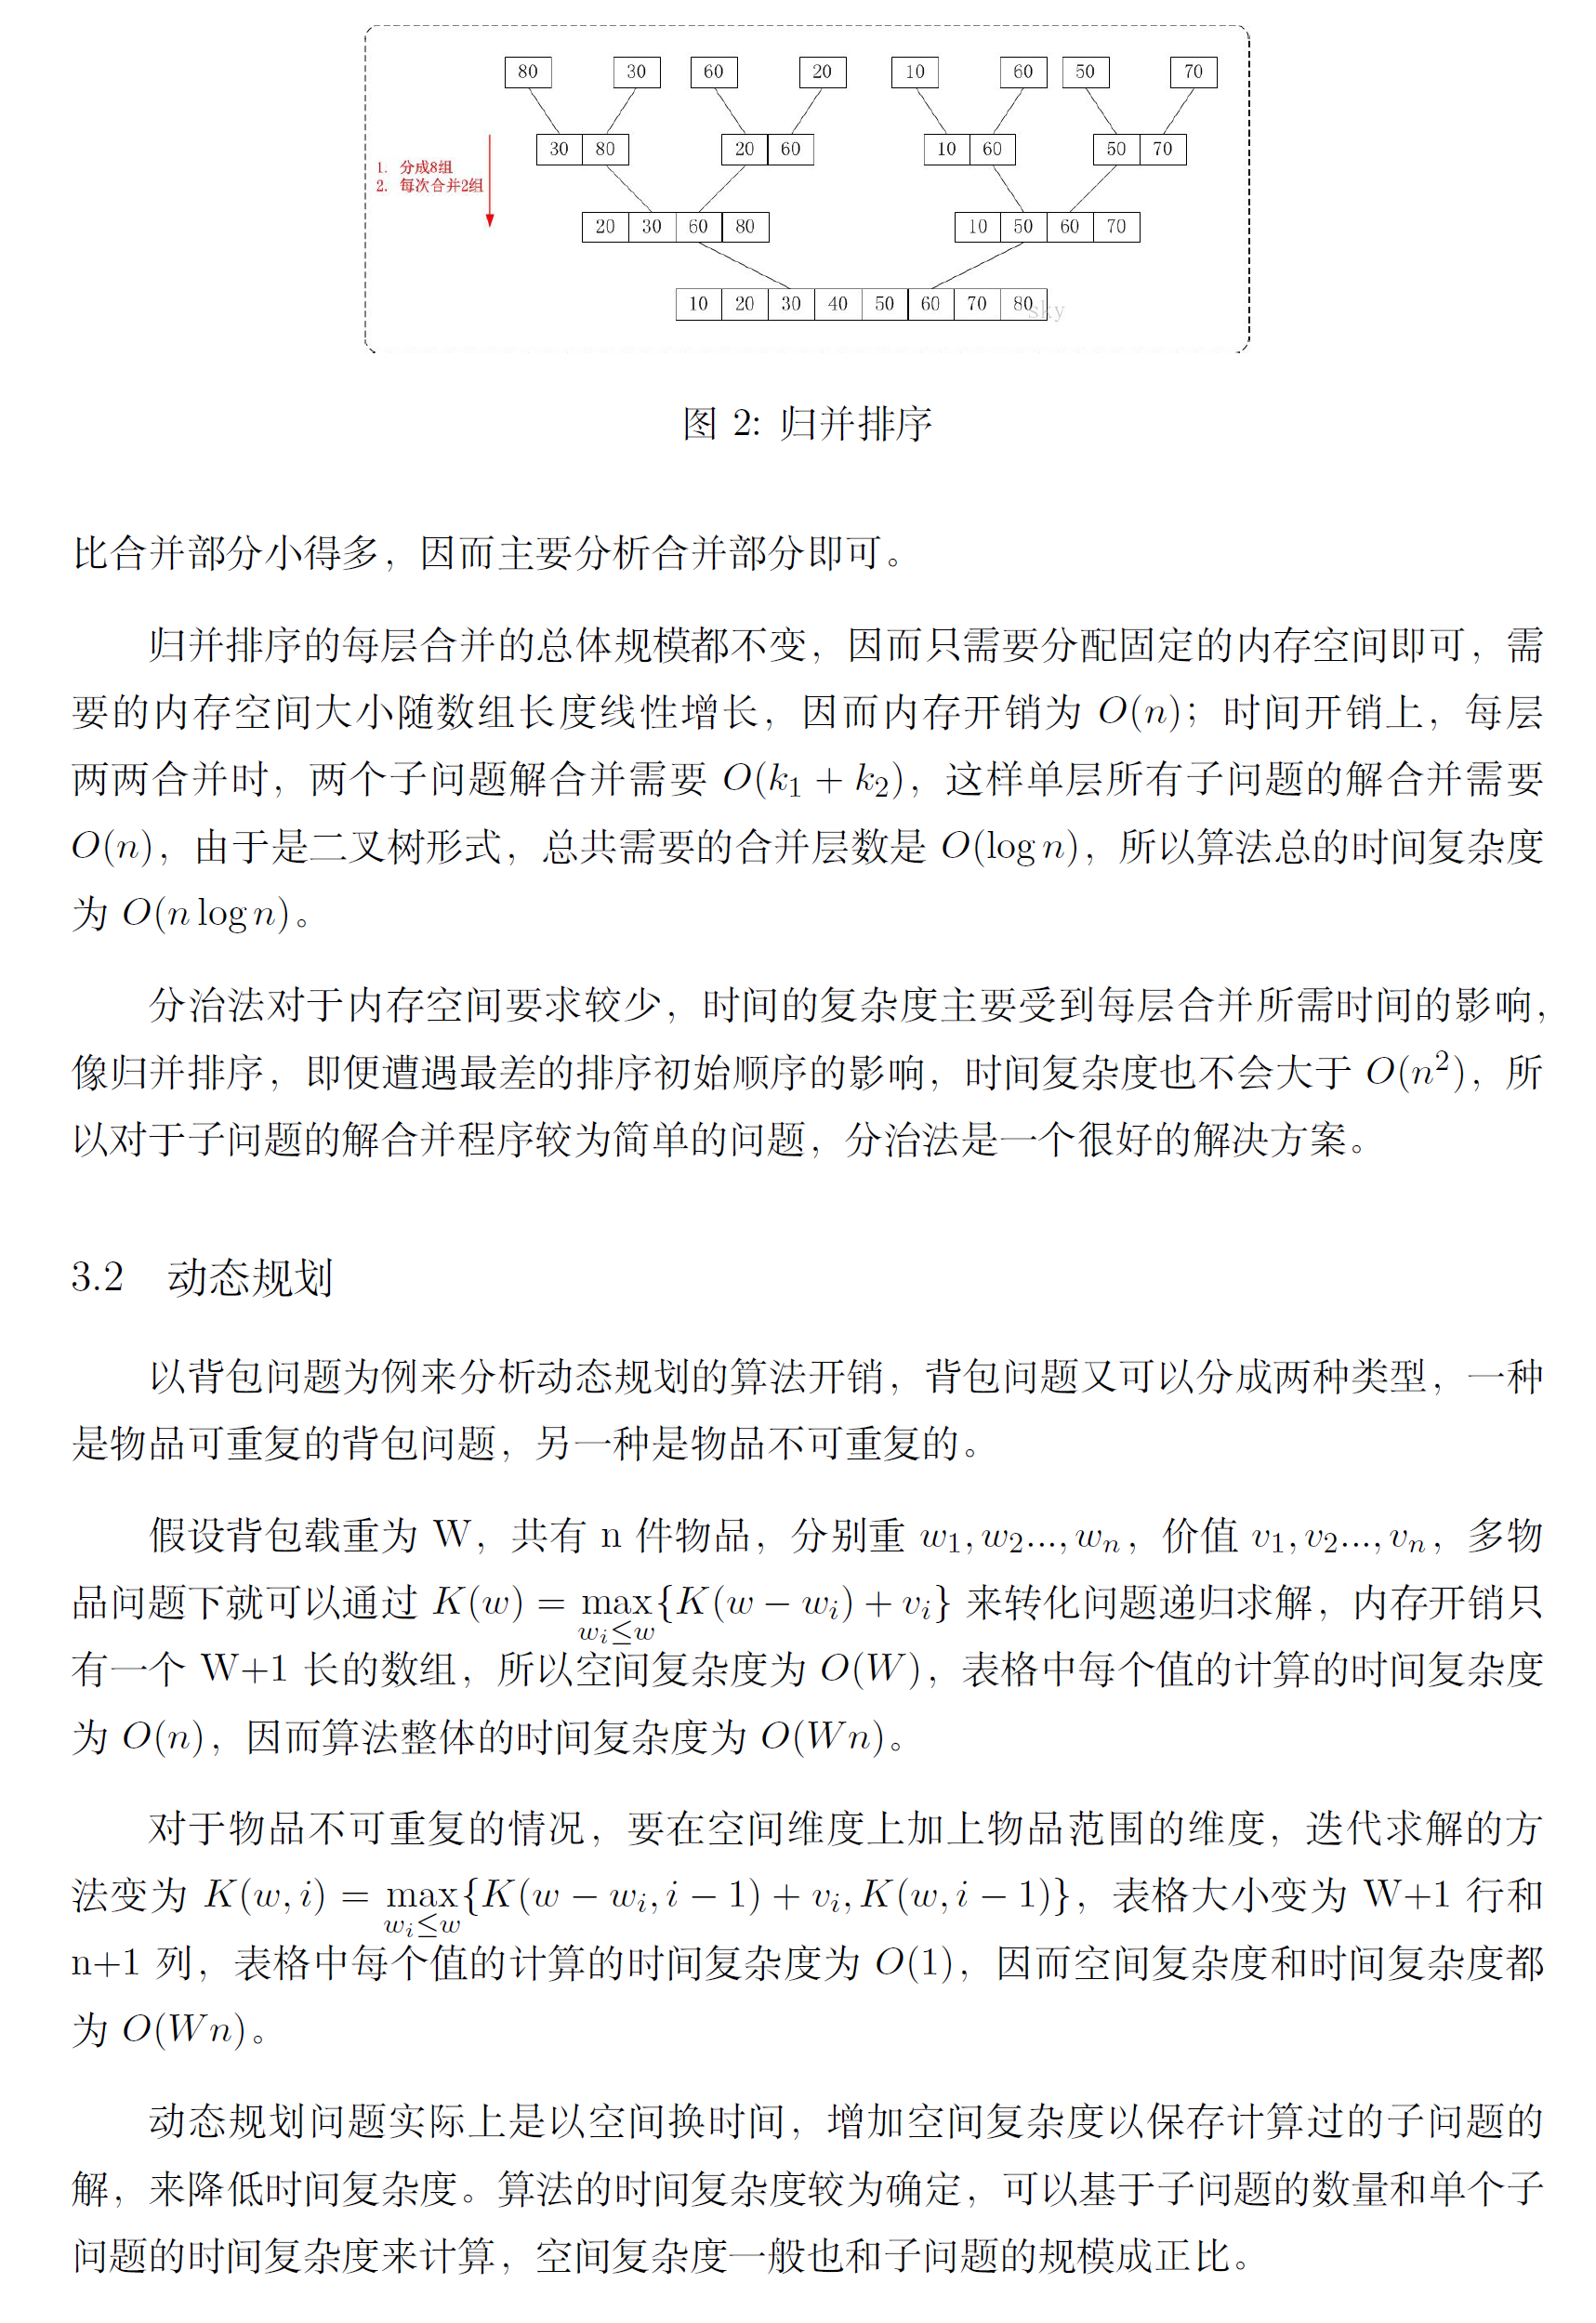 80 30 60 20 10 60 50 70
30 80 20 60 10 60 50 70
1. 分成8组
2. 每次合并2组
20 30 60 80 10 50 60 70
10 20 30 40 50 60 70 80
sky
图 2: 归并排序
比合并部分小得多，因而主要分析合并部分即可。
归并排序的每层合并的总体规模都不变，因而只需要分配固定的内存空间即可，需
要的内存空间大小随数组长度线性增长，因而内存开销为 O(n)；时间开销上，每层
两两合并时，两个子问题解合并需要 O(k₁ + k₂)，这样单层所有子问题的解合并需要
O(n)，由于是二叉树形式，总共需要的合并层数是 O(log n)，所以算法总的时间复杂度
为 O(n log n)。
分治法对于内存空间要求较少，时间的复杂度主要受到每层合并所需时间的影响，
像归并排序，即便遭遇最差的排序初始顺序的影响，时间复杂度也不会大于 O(n²)，所
以对于子问题的解合并程序较为简单的问题，分治法是一个很好的解决方案。
3.2 动态规划
以背包问题为例来分析动态规划的算法开销，背包问题又可以分成两种类型，一种
是物品可重复的背包问题，另一种是物品不可重复的。
假设背包载重为 W，共有 n 件物品，分别重 w₁, w₂..., wₙ，价值 v₁, v₂..., vₙ，多物
品问题下就可以通过 K(w) = max_{wᵢ≤w}{K(w − wᵢ) + vᵢ} 来转化问题递归求解，内存开销只
有一个 W+1 长的数组，所以空间复杂度为 O(W)，表格中每个值的计算的时间复杂度
为 O(n)，因而算法整体的时间复杂度为 O(Wn)。
对于物品不可重复的情况，要在空间维度上加上物品范围的维度，迭代求解的方
法变为 K(w, i) = max_{wᵢ≤w}{K(w − wᵢ, i − 1) + vᵢ, K(w, i − 1)}，表格大小变为 W+1 行和
n+1 列，表格中每个值的计算的时间复杂度为 O(1)，因而空间复杂度和时间复杂度都
为 O(Wn)。
动态规划问题实际上是以空间换时间，增加空间复杂度以保存计算过的子问题的
解，来降低时间复杂度。算法的时间复杂度较为确定，可以基于子问题的数量和单个子
问题的时间复杂度来计算，空间复杂度一般也和子问题的规模成正比。